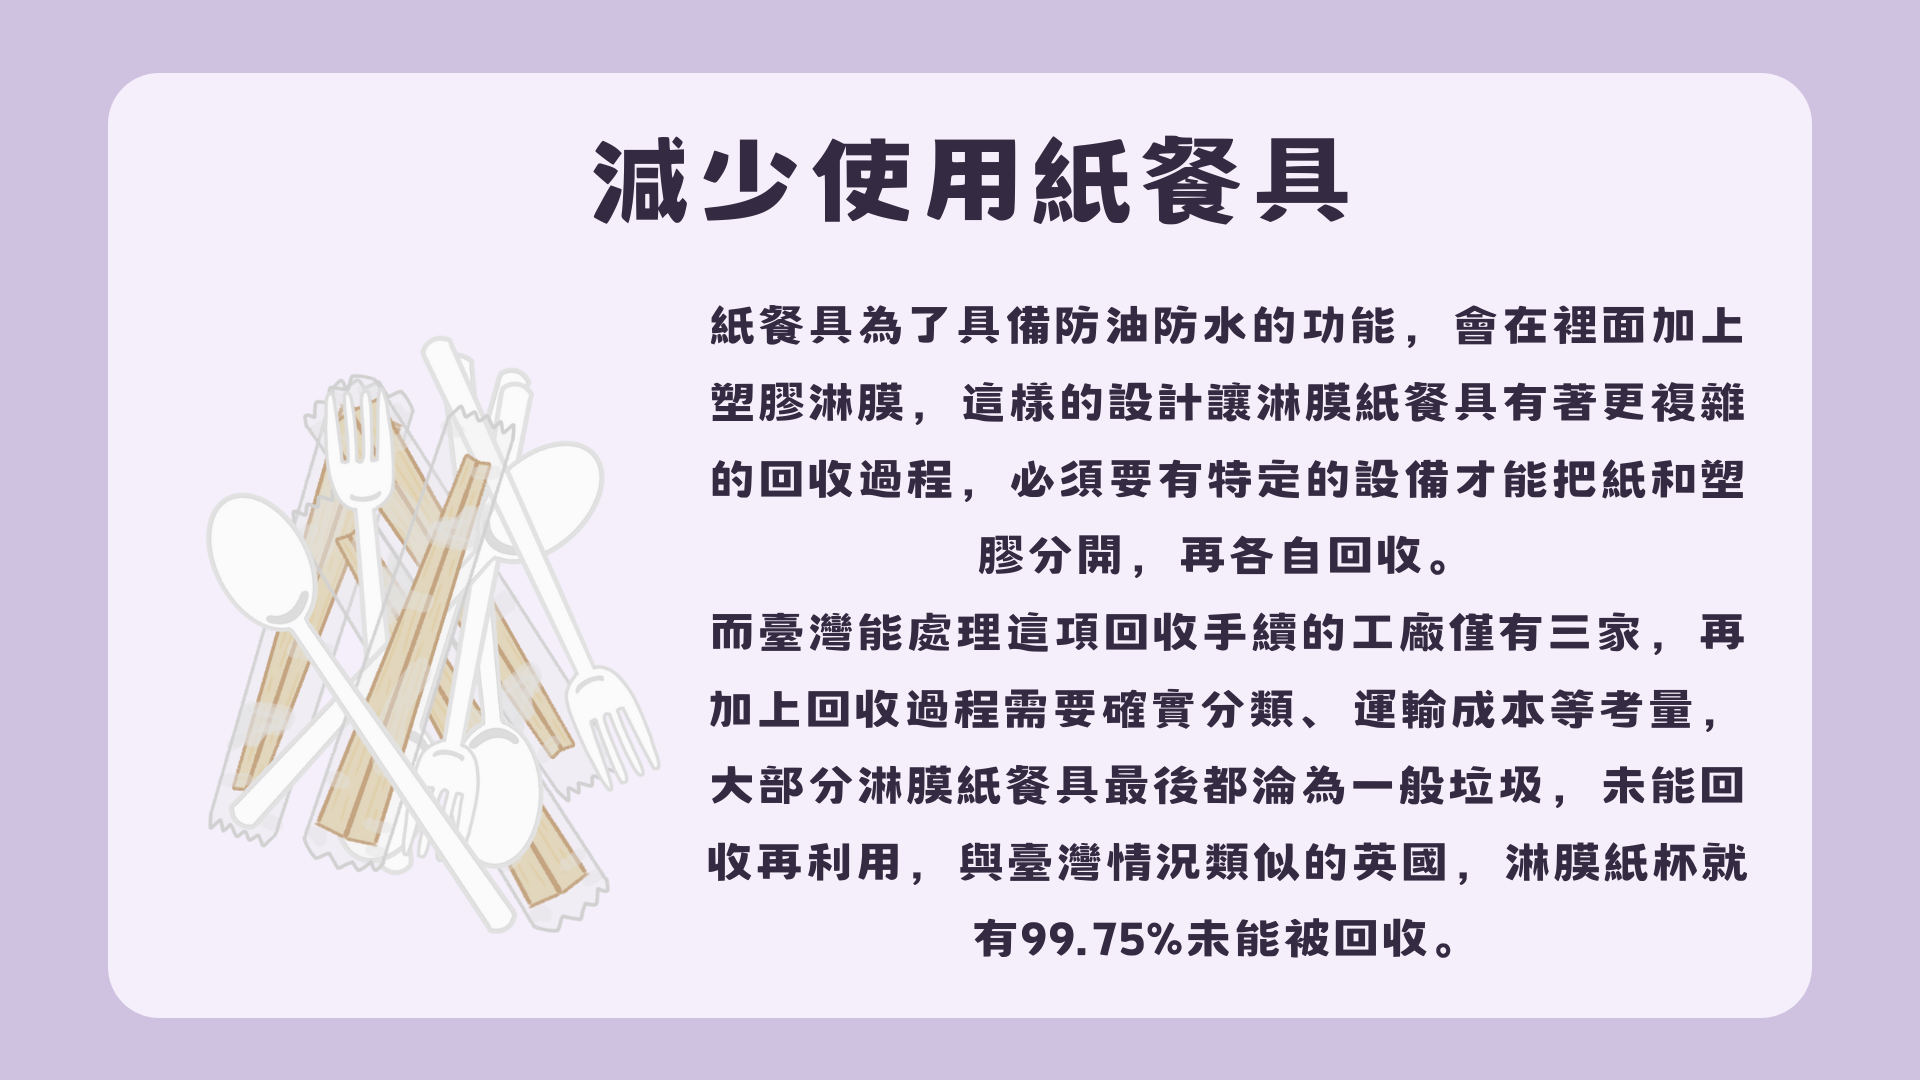 減少使用紙餐具
紙餐具為了具備防油防水的功能，會在裡面加上
塑膠淋膜，這樣的設計讓淋膜紙餐具有著更複雜
的回收過程，必須要有特定的設備才能把紙和塑
膠分開，再各自回收。
而臺灣能處理這項回收手續的工廠僅有三家，再
加上回收過程需要確實分類、運輸成本等考量，
大部分淋膜紙餐具最後都淪為一般垃圾，未能回
收再利用，與臺灣情況類似的英國，淋膜紙杯就
有99.75%未能被回收。